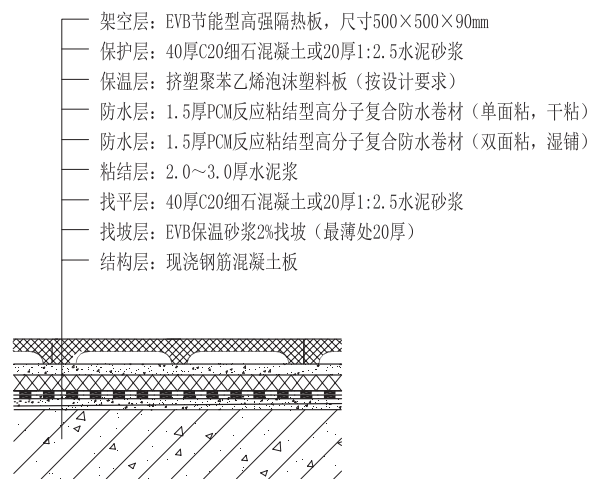 架空层：EVB节能型高强隔热板，尺寸500×500×90mm
保护层：40厚C20细石混凝土或20厚1:2.5水泥砂浆
保温层：挤塑聚苯乙烯泡沫塑料板（按设计要求）
防水层：1.5厚PCM反应粘结型高分子复合防水卷材（单面粘，干粘）
防水层：1.5厚PCM反应粘结型高分子复合防水卷材（双面粘，湿铺）
粘结层：2.0～3.0厚水泥浆
找平层：40厚C20细石混凝土或20厚1:2.5水泥砂浆
找坡层：EVB保温砂浆2%找坡（最薄处20厚）
结构层：现浇钢筋混凝土板